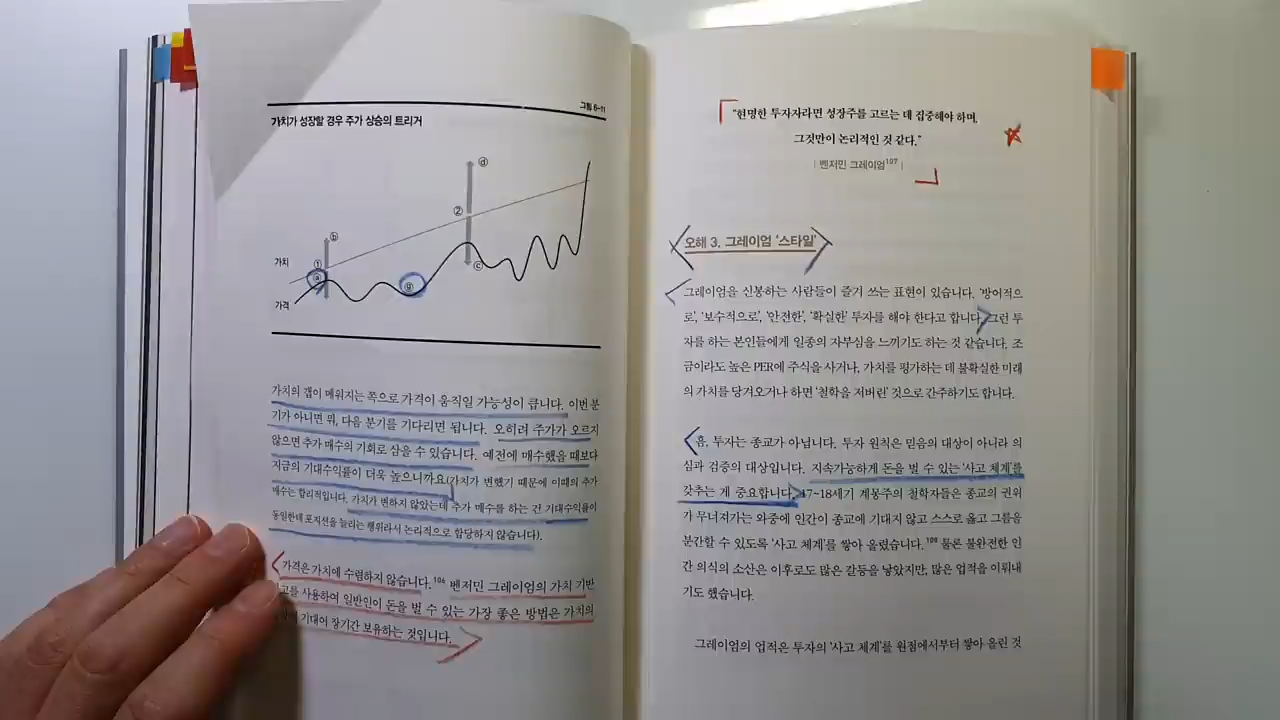 그림 6-11
가치가 성장할 경우 주가 상승의 트리거
ⓓ
②
ⓑ
가치
①
ⓐ
ⓒ
ⓔ
가격
가치의 갭이 메워지는 쪽으로 가격이 움직일 가능성이 큽니다. 이번 분
기가 아니면 뭐, 다음 분기를 기다리면 됩니다. 오히려 주가가 오르지
않으면 추가 매수의 기회로 삼을 수 있습니다. 예전에 매수했을 때보다
지금의 기대수익률이 더욱 높으니까요(가치가 변했기 때문에 이때의 추가
매수는 합리적입니다. 가치가 변하지 않았는데 추가 매수를 하는 건 기대수익률이
동일한데 포지션을 늘리는 행위라서 논리적으로 합당하지 않습니다).
가격은 가치에 수렴하지 않습니다.106 벤저민 그레이엄의 가치 기반
를 사용하여 일반인이 돈을 벌 수 있는 가장 좋은 방법은 가치의
기대어 장기간 보유하는 것입니다.
"현명한 투자자라면 성장주를 고르는 데 집중해야 하며,
그것만이 논리적인 것 같다."
| 벤저민 그레이엄107 |
오해 3. 그레이엄 '스타일'
그레이엄을 신봉하는 사람들이 즐겨 쓰는 표현이 있습니다. '방어적으
로', '보수적으로', '안전한', '확실한' 투자를 해야 한다고 합니다. 그런 투
자를 하는 본인들에게 일종의 자부심을 느끼기도 하는 것 같습니다. 조
금이라도 높은 PER에 주식을 사거나, 가치를 평가하는 데 불확실한 미래
의 가치를 당겨오거나 하면 '철학을 저버린' 것으로 간주하기도 합니다.
흠, 투자는 종교가 아닙니다. 투자 원칙은 믿음의 대상이 아니라 의
심과 검증의 대상입니다. 지속가능하게 돈을 벌 수 있는 '사고 체계'를
갖추는 게 중요합니다. 17~18세기 계몽주의 철학자들은 종교의 권위
가 무너져가는 와중에 인간이 종교에 기대지 않고 스스로 옳고 그름을
분간할 수 있도록 '사고 체계'를 쌓아 올렸습니다.108 물론 불완전한 인
간 의식의 소산은 이후로도 많은 갈등을 낳았지만, 많은 업적을 이뤄내
기도 했습니다.
그레이엄의 업적은 투자의 '사고 체계'를 원점에서부터 쌓아 올린 것